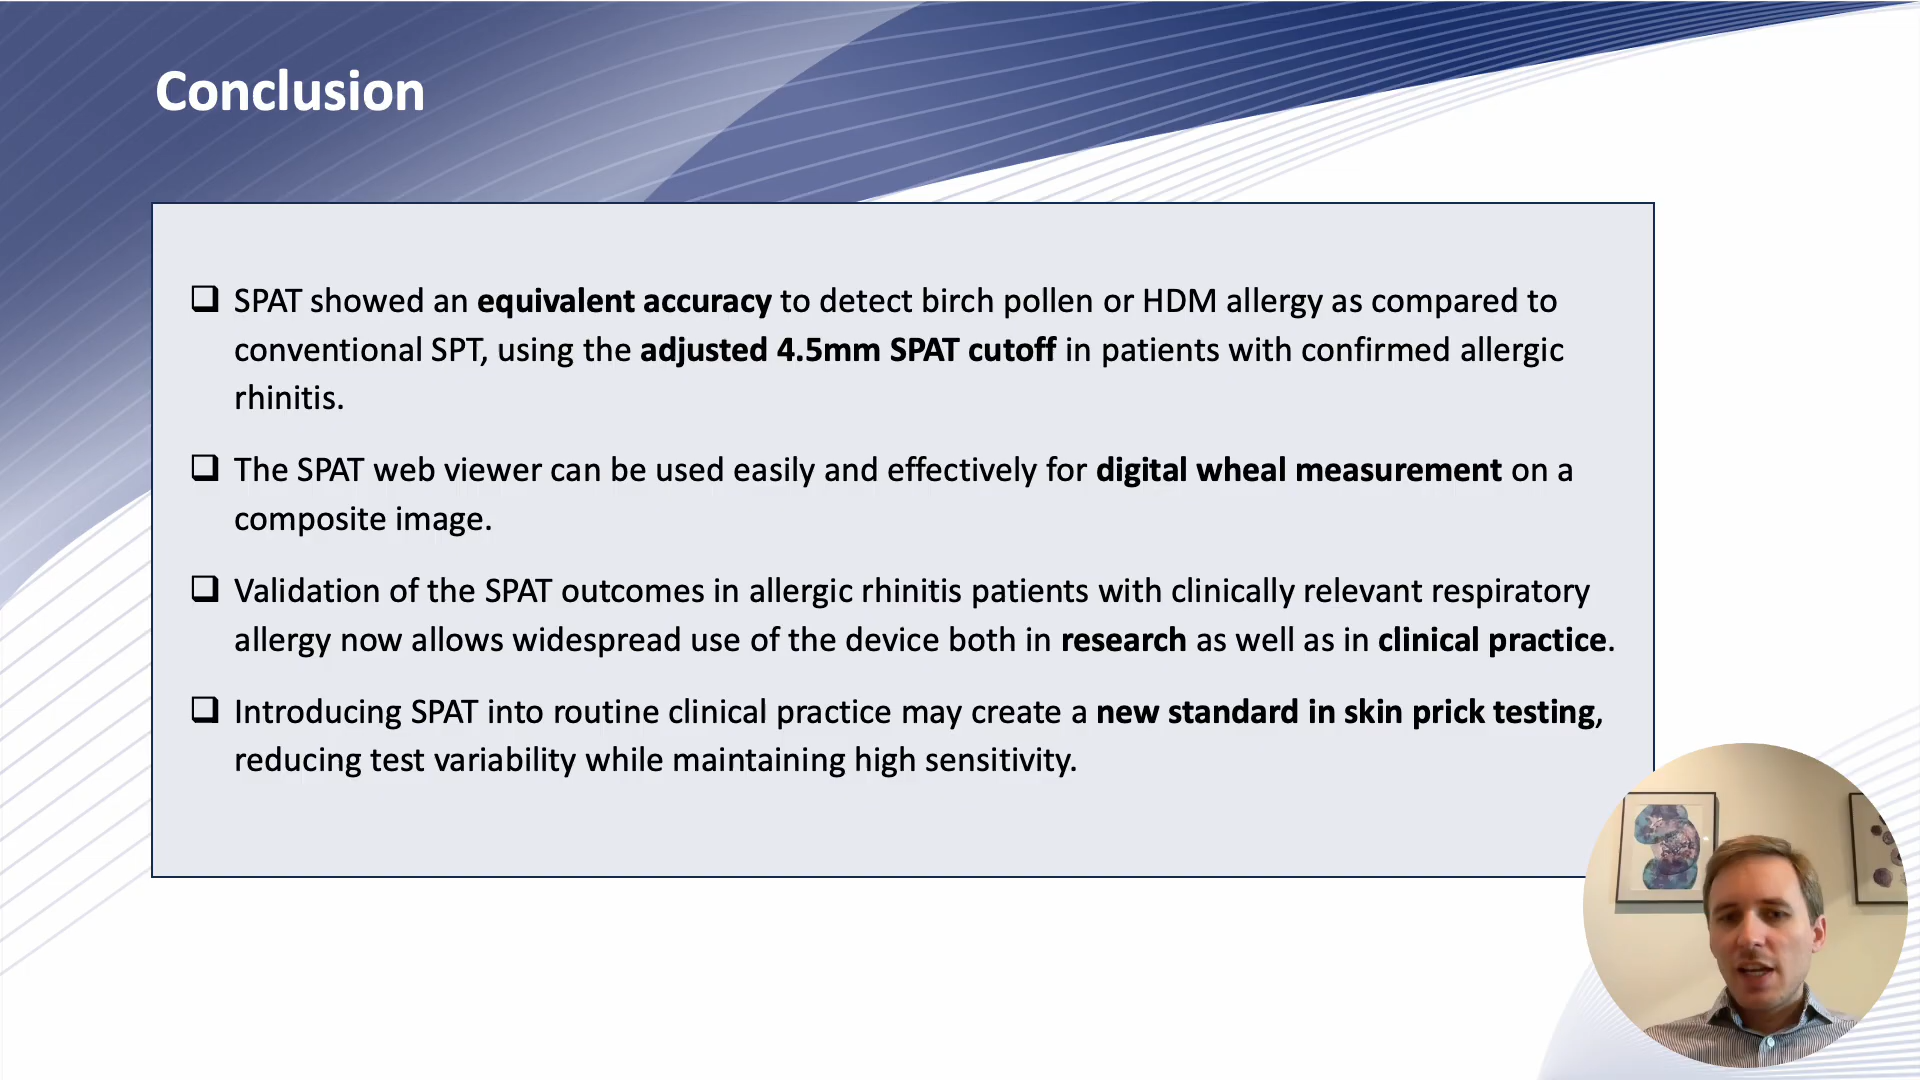 Conclusion
SPAT showed an equivalent accuracy to detect birch pollen or HDM allergy as compared to
conventional SPT, using the adjusted 4.5mm SPAT cutoff in patients with confirmed allergic
rhinitis.
The SPAT web viewer can be used easily and effectively for digital wheal measurement on a
composite image.
Validation of the SPAT outcomes in allergic rhinitis patients with clinically relevant respiratory
allergy now allows widespread use of the device both in research as well as in clinical practice.
Introducing SPAT into routine clinical practice may create a new standard in skin prick testing,
reducing test variability while maintaining high sensitivity.